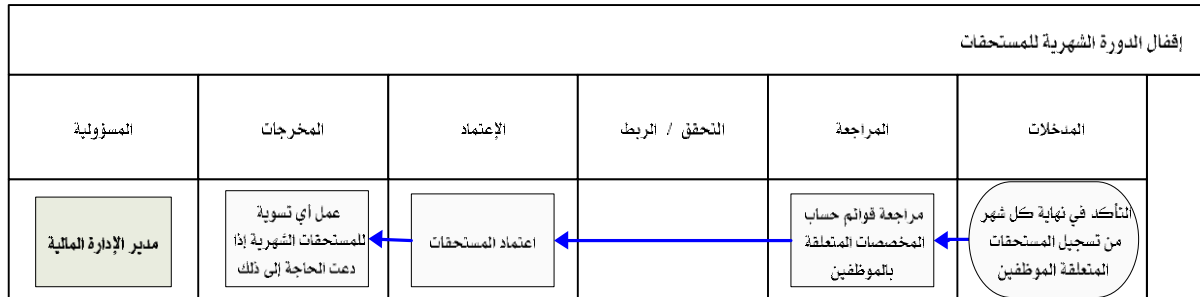 إقفال الدورة الشهرية للمستحقات
المدخلات
المراجعة
التحقق / الربط
الإعتماد
المخرجات
المسؤولية
التأكد في نهاية كل شهر
من تسجيل المستحقات
المتعلقة الموظفين
مراجعة قوائم حساب
المخصصات المتعلقة
بالموظفين
اعتماد المستحقات
عمل أي تسوية
للمستحقات الشهرية إذا
دعت الحاجة إلى ذلك
مدير الإدارة المالية